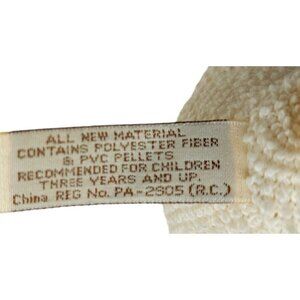 ALL NEW MATERIAL
CONTAINS POLYESTER FIBER
& PVC PELLETS
RECOMMENDED FOR CHILDREN
THREE YEARS AND UP.
China. REG No. PA-2905 (R.C.)